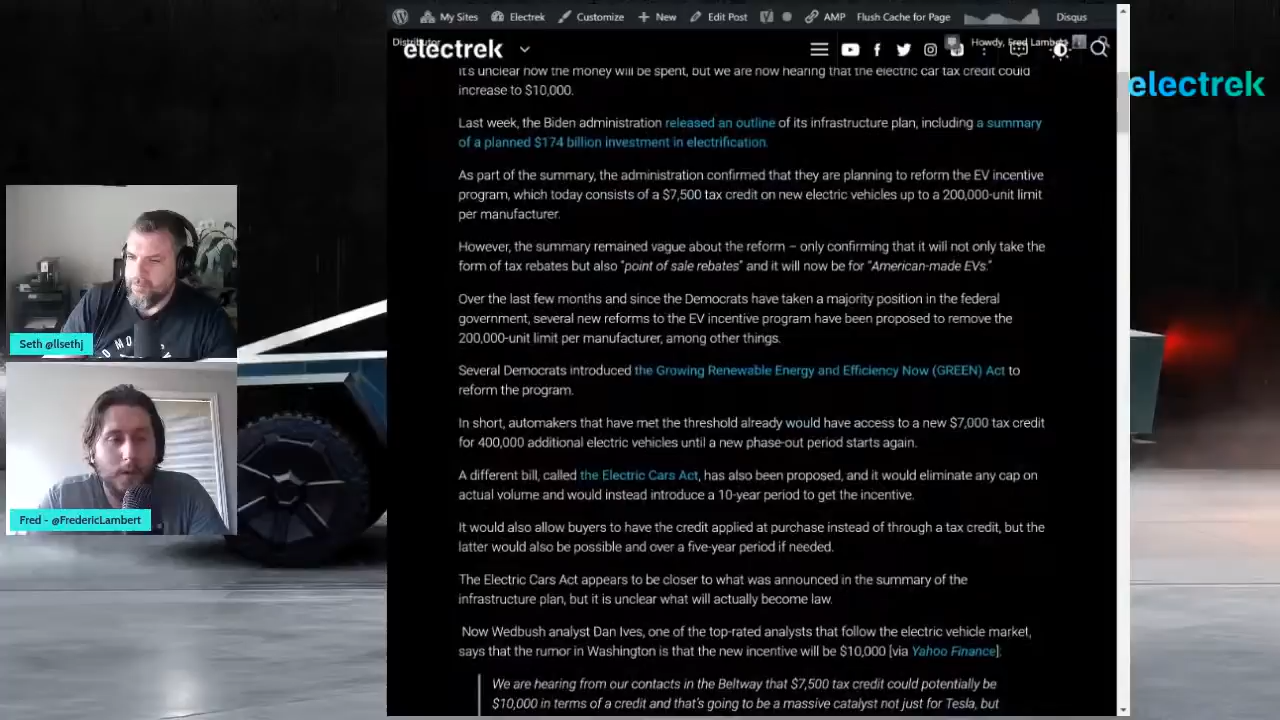 My Sites Electrek Customize New Edit Post AMP Flush Cache for Page Disqus
electrek
Howdy, Fred Lambert
It's unclear how the money will be spent, but we are now hearing that the electric car tax credit could
increase to $10,000.
electrek
Last week, the Biden administration released an outline of its infrastructure plan, including a summary
of a planned $174 billion investment in electrification.
As part of the summary, the administration confirmed that they are planning to reform the EV incentive
program, which today consists of a $7,500 tax credit on new electric vehicles up to a 200,000-unit limit
per manufacturer.
However, the summary remained vague about the reform – only confirming that it will not only take the
form of tax rebates but also "point of sale rebates" and it will now be for "American-made EVs."
Over the last few months and since the Democrats have taken a majority position in the federal
government, several new reforms to the EV incentive program have been proposed to remove the
200,000-unit limit per manufacturer, among other things.
Seth @llsethj
Several Democrats introduced the Growing Renewable Energy and Efficiency Now (GREEN) Act to
reform the program.
In short, automakers that have met the threshold already would have access to a new $7,000 tax credit
for 400,000 additional electric vehicles until a new phase-out period starts again.
A different bill, called the Electric Cars Act, has also been proposed, and it would eliminate any cap on
actual volume and would instead introduce a 10-year period to get the incentive.
Fred - @FredericLambert
It would also allow buyers to have the credit applied at purchase instead of through a tax credit, but the
latter would also be possible and over a five-year period if needed.
The Electric Cars Act appears to be closer to what was announced in the summary of the
infrastructure plan, but it is unclear what will actually become law.
Now Wedbush analyst Dan Ives, one of the top-rated analysts that follow the electric vehicle market,
says that the rumor in Washington is that the new incentive will be $10,000 [via Yahoo Finance]:
We are hearing from our contacts in the Beltway that $7,500 tax credit could potentially be
$10,000 in terms of a credit and that's going to be a massive catalyst not just for Tesla, but